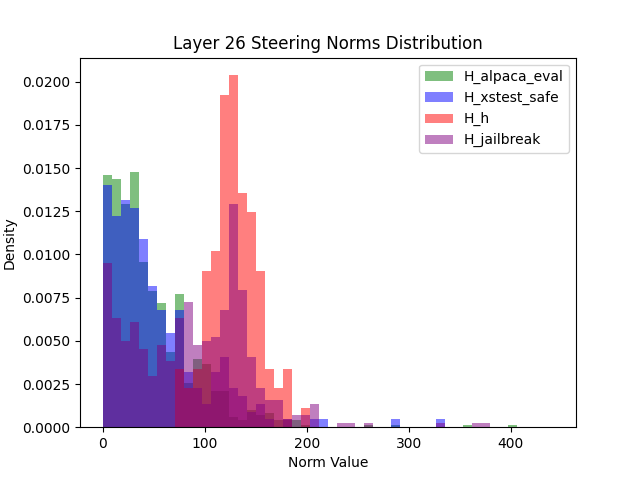 Layer 26 Steering Norms Distribution
H_alpaca_eval
H_xstest_safe
H_h
H_jailbreak
0.0200
0.0175
0.0150
0.0125
0.0100
0.0075
0.0050
0.0025
0.0000
Density
0 100 200 300 400
Norm Value